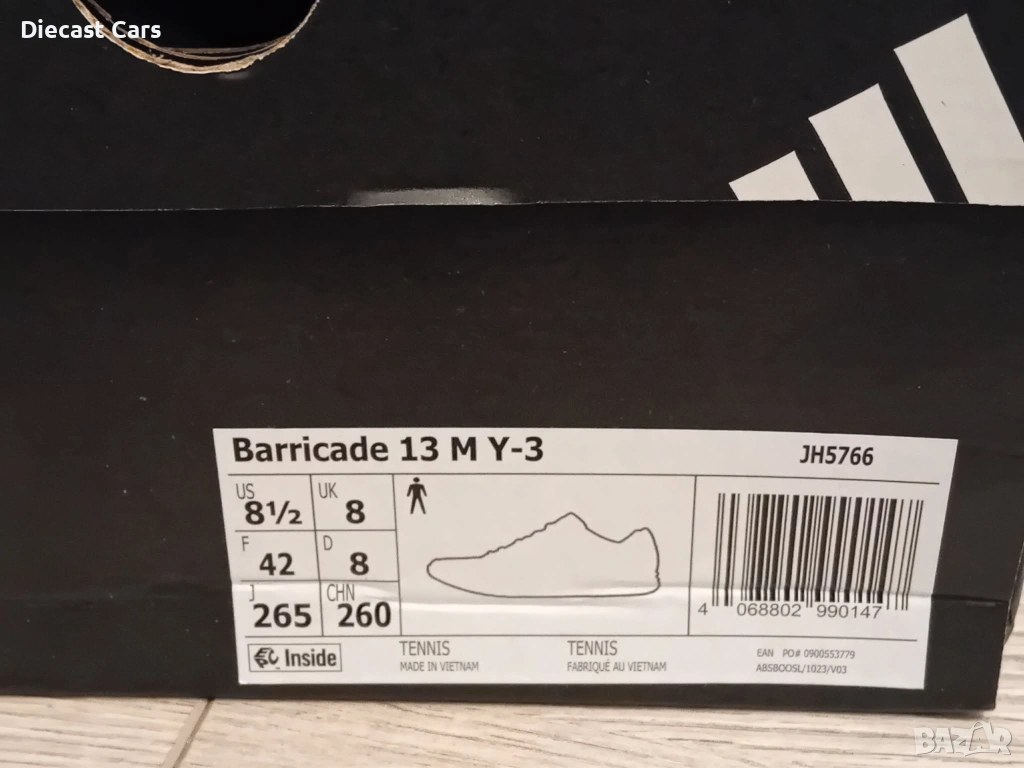 Diecast Cars
Barricade 13 M Y-3
JH5766
US 8½
UK 8
F 42
D 8
J 265
CHN 260
Inside
TENNIS
MADE IN VIETNAM
TENNIS
FABRIQUÉ AU VIETNAM
4 068802 990147
EAN PO# 0900553779
ABSBOOSL/1023/V03
BAZAR